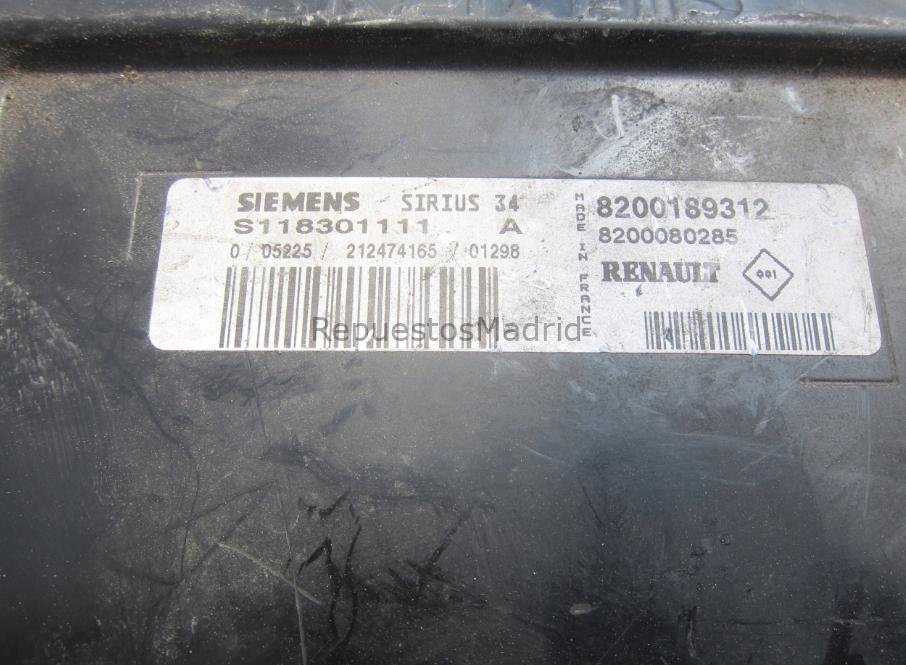 SIEMENS SIRIUS 34
S118301111 A
0 / 05225 / 212474165 / 01298
MADE IN FRANCE
8200189312
8200080285
RENAULT 001
RepuestosMadrid